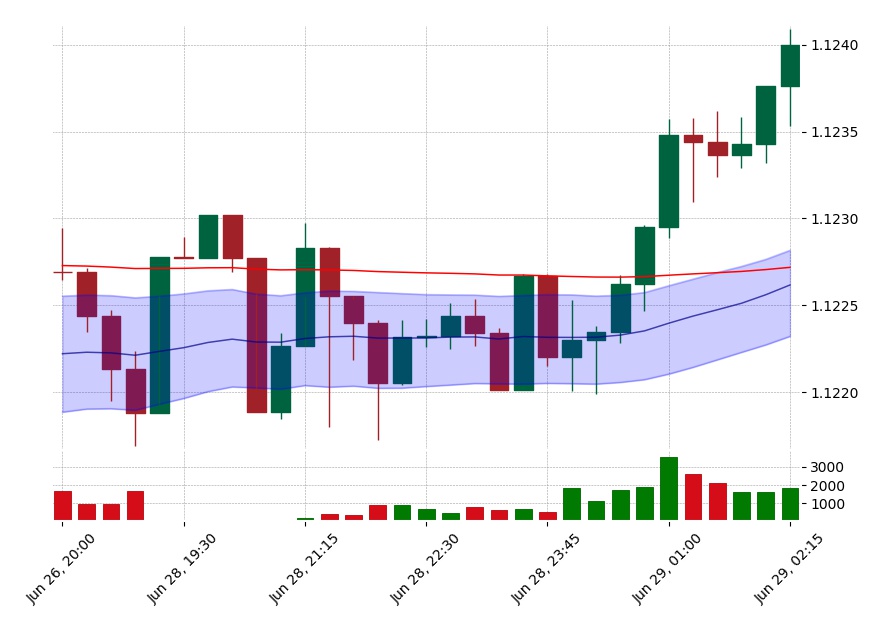 1.1240
1.1235
1.1230
1.1225
1.1220
3000
2000
1000
Jun 26, 20:00
Jun 28, 19:30
Jun 28, 21:15
Jun 28, 22:30
Jun 28, 23:45
Jun 29, 01:00
Jun 29, 02:15